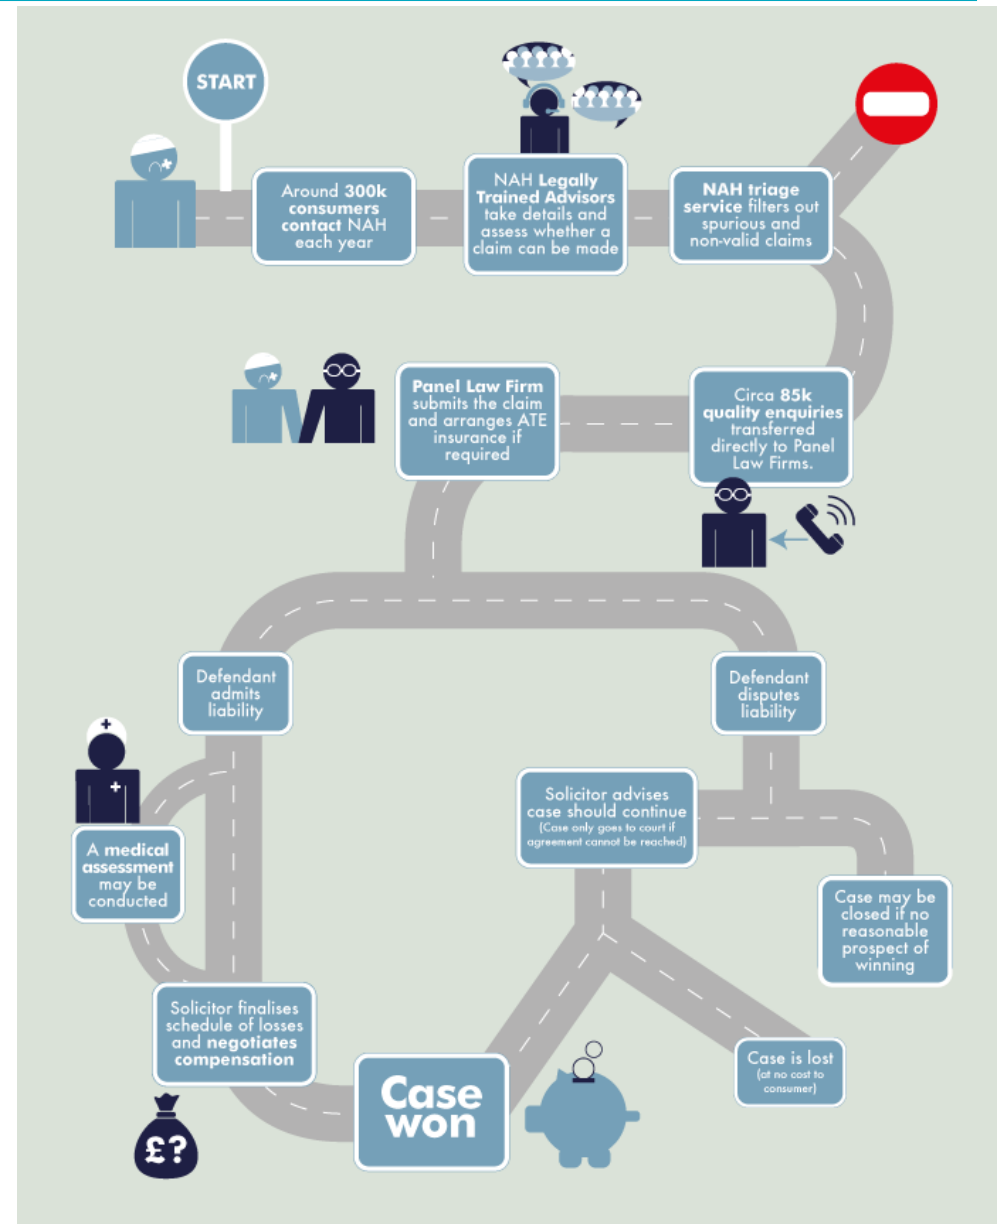 START
Around 300k
consumers
contact NAH
each year
NAH Legally
Trained Advisors
take details and
assess whether a
claim can be made
NAH triage
service filters out
spurious and
non-valid claims
Panel Law Firm
submits the claim
and arranges ATE
insurance if
required
Circa 85k
quality enquiries
transferred
directly to Panel
Law Firms.
Defendant
admits
liability
Defendant
disputes
liability
Solicitor advises
case should continue
(Case only goes to court if
agreement cannot be reached)
A medical
assessment
may be
conducted
Case may be
closed if no
reasonable
prospect of
winning
Solicitor finalises
schedule of losses
and negotiates
compensation
Case is lost
(at no cost to
consumer)
Case
won
£?